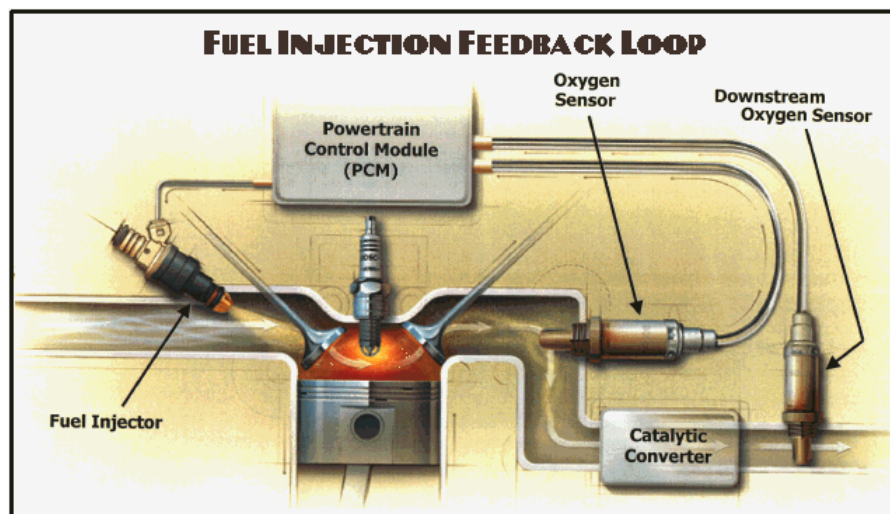 FUEL INJECTION FEEDBACK LOOP
Oxygen
Sensor
Downstream
Oxygen Sensor
Powertrain
Control Module
(PCM)
Fuel Injector
Catalytic
Converter